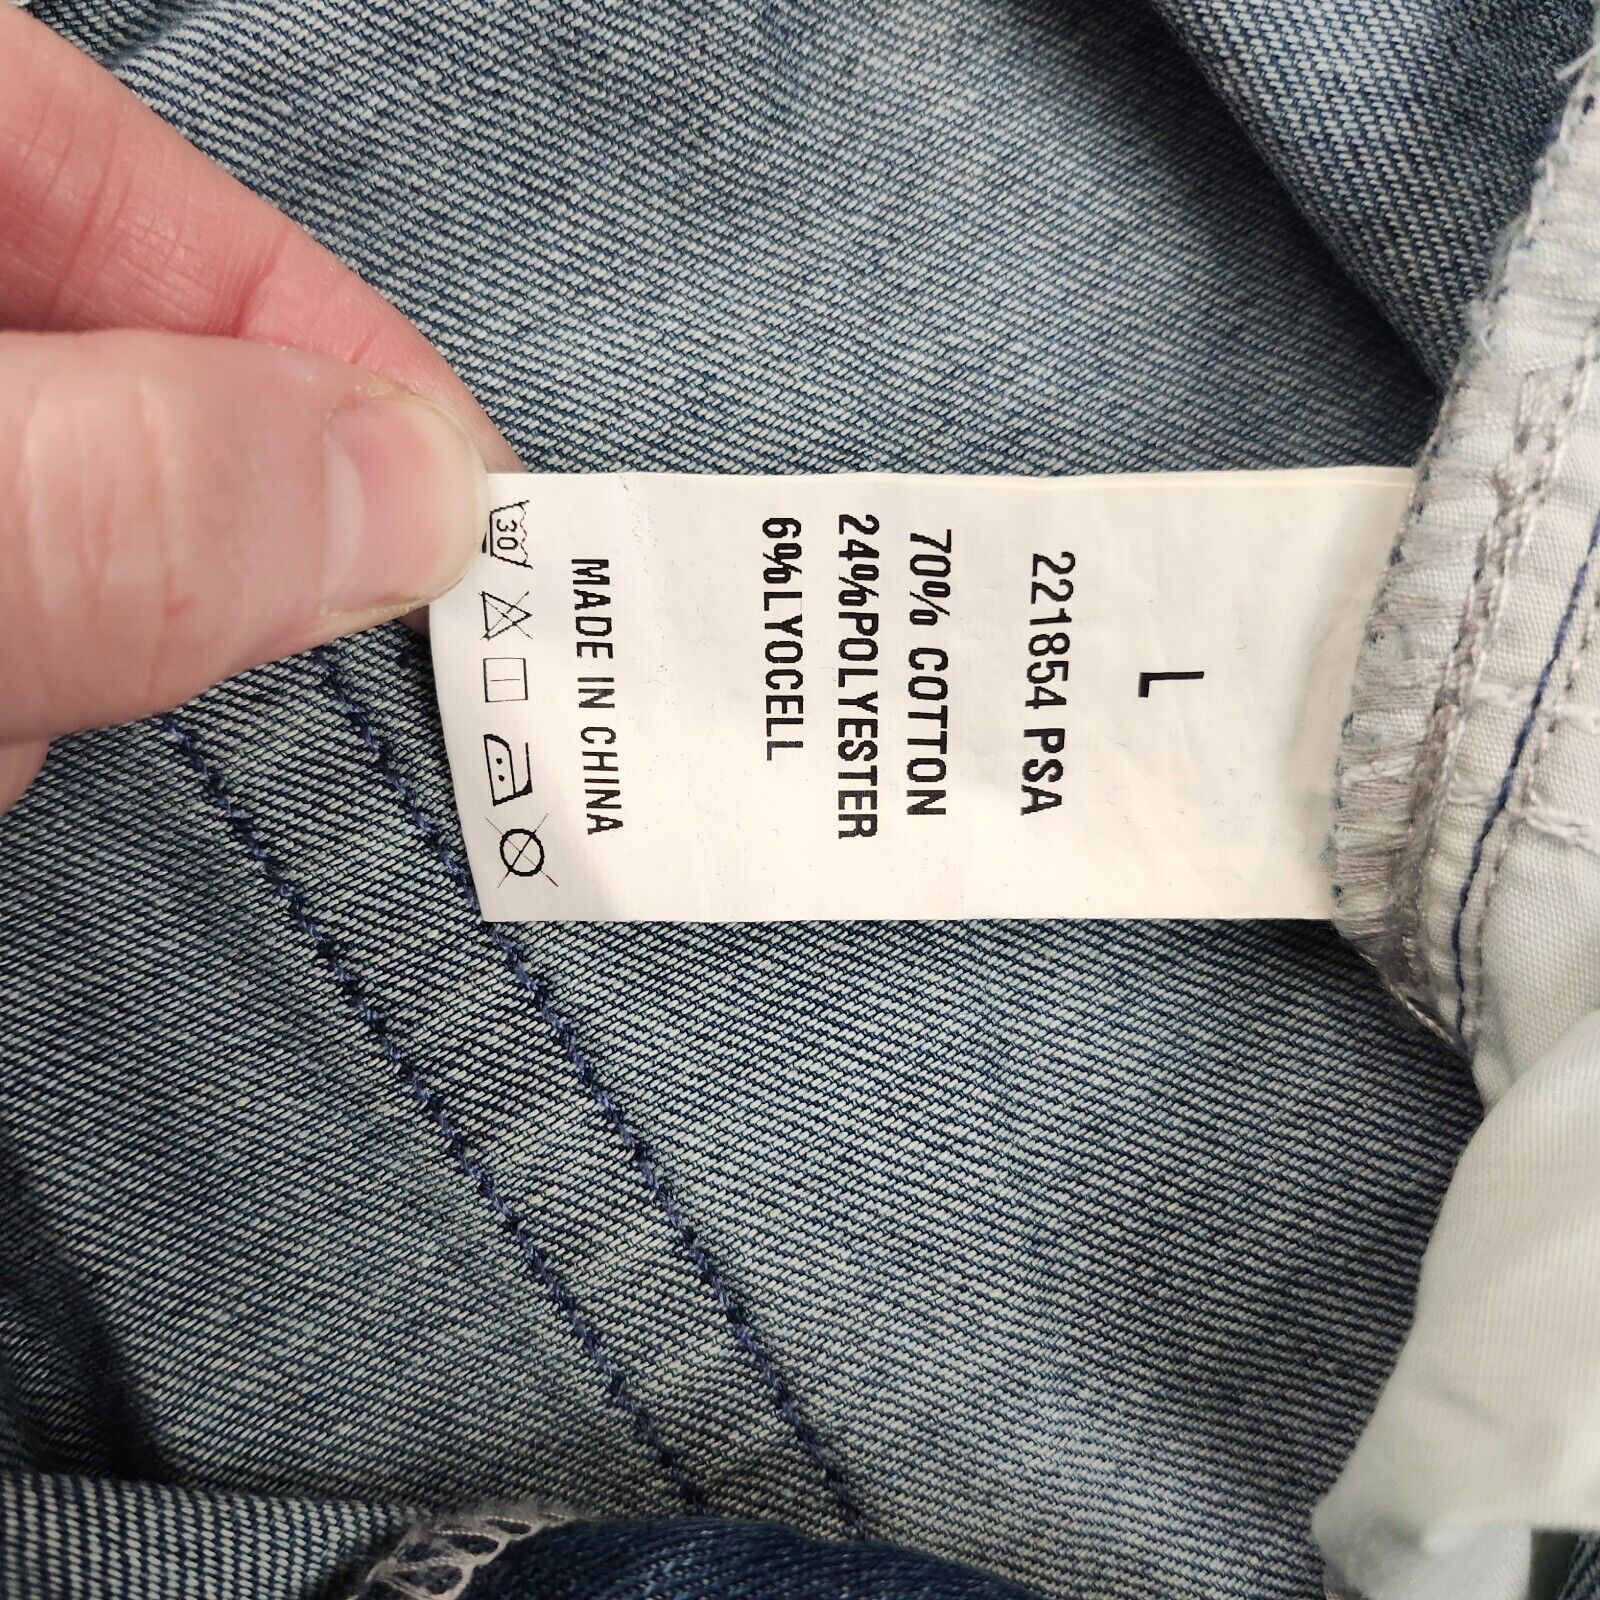 L
221854 PSA
70% COTTON
24%POLYESTER
6%LYOCELL
MADE IN CHINA
30